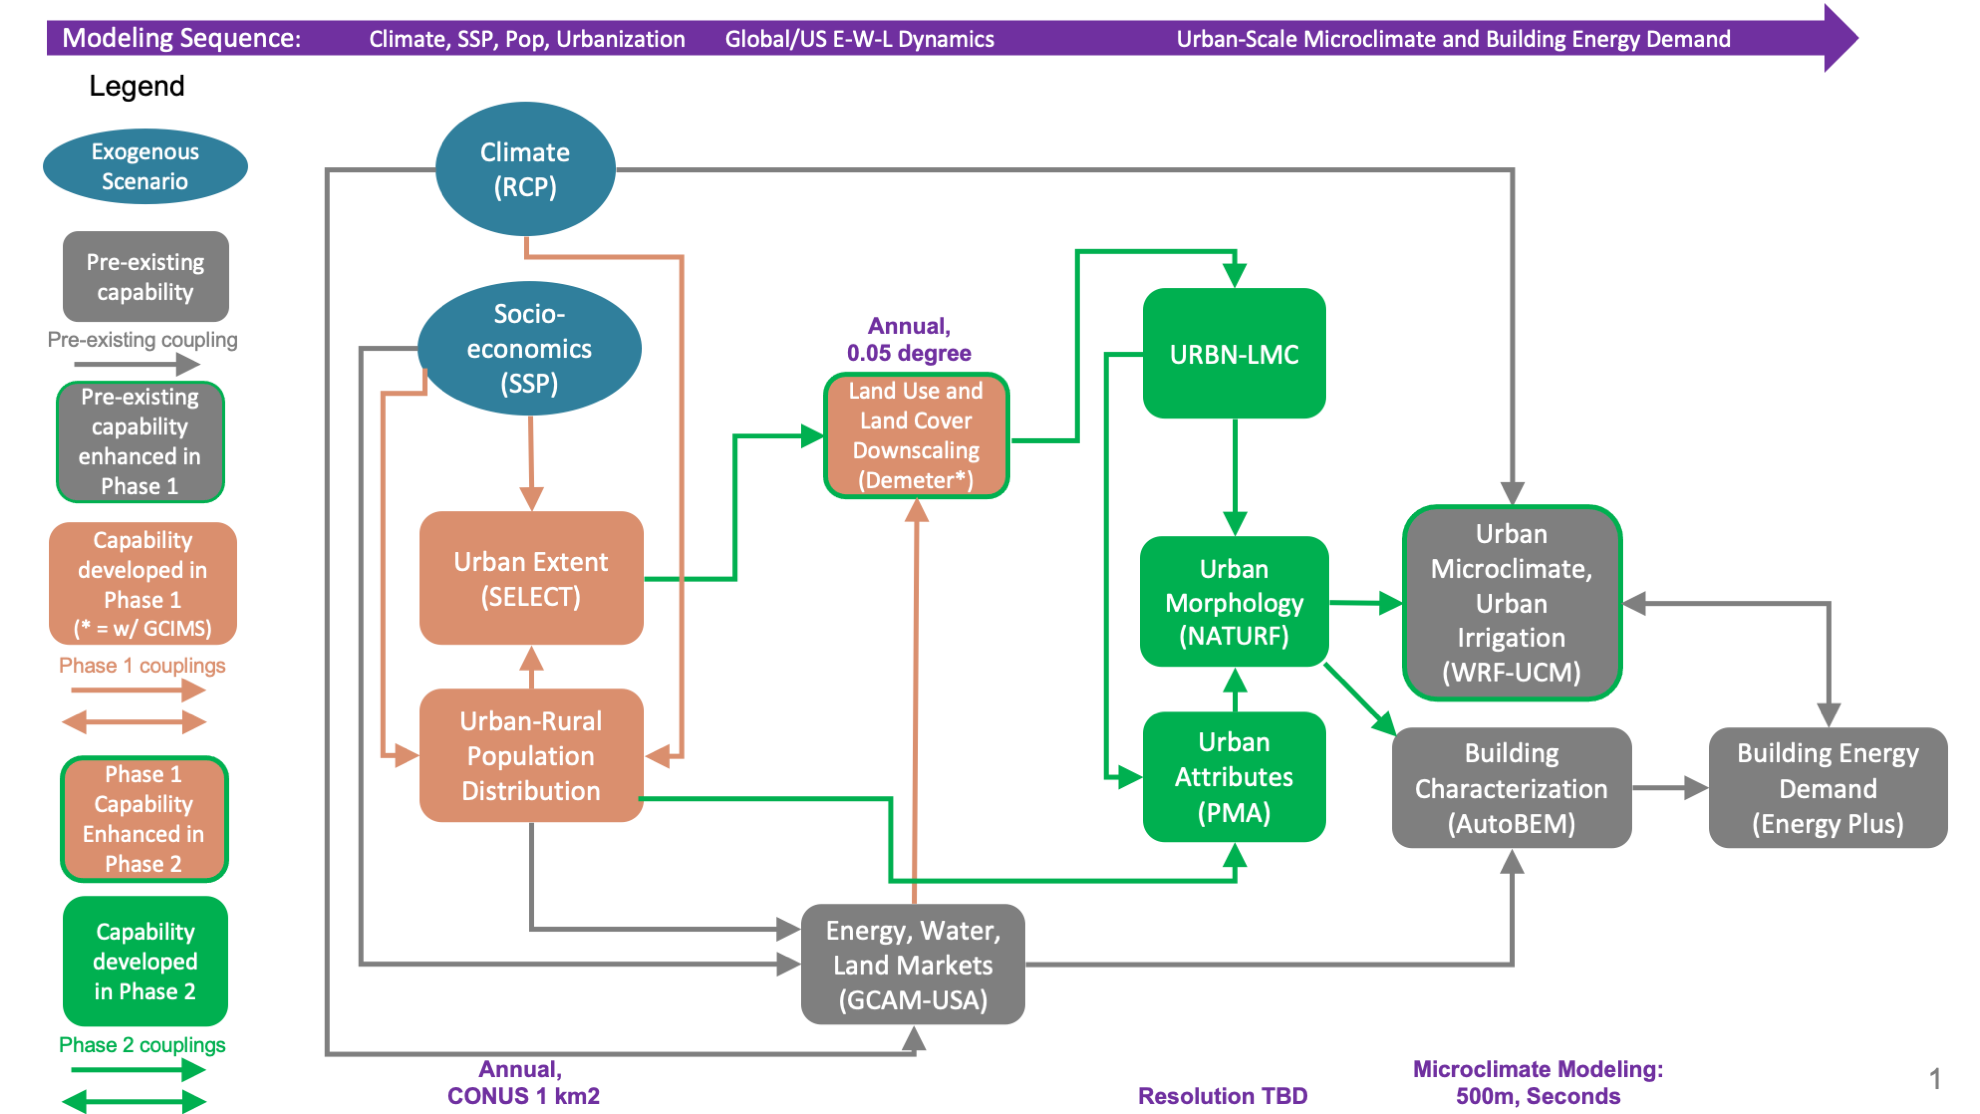 Modeling Sequence:
Climate, SSP, Pop, Urbanization
Global/US E-W-L Dynamics
Urban-Scale Microclimate and Building Energy Demand
Legend
Exogenous
Scenario
Pre-existing
capability
Pre-existing coupling
Pre-existing
capability
enhanced in
Phase 1
Capability
developed in
Phase 1
(* = w/ GCIMS)
Phase 1 couplings
Phase 1
Capability
Enhanced in
Phase 2
Capability
developed
in Phase 2
Phase 2 couplings
Climate
(RCP)
Socio-
economics
(SSP)
Urban Extent
(SELECT)
Urban-Rural
Population
Distribution
Annual,
CONUS 1 km2
Annual,
0.05 degree
Land Use and
Land Cover
Downscaling
(Demeter*)
Energy, Water,
Land Markets
(GCAM-USA)
URBN-LMC
Urban
Morphology
(NATURF)
Urban
Attributes
(PMA)
Resolution TBD
Urban
Microclimate,
Urban
Irrigation
(WRF-UCM)
Building
Characterization
(AutoBEM)
Building Energy
Demand
(Energy Plus)
Microclimate Modeling:
500m, Seconds
1